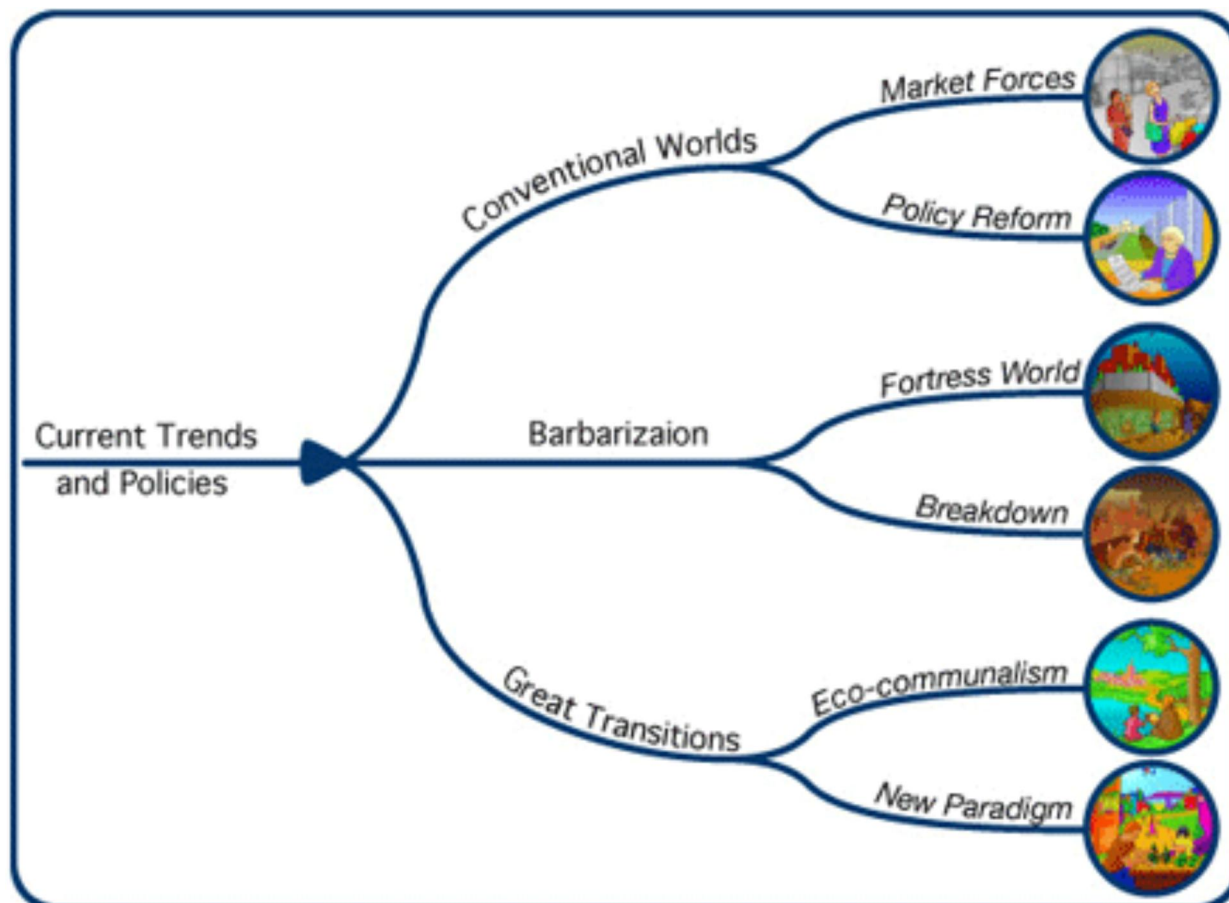 Current Trends
and Policies
Conventional Worlds
Market Forces
Policy Reform
Barbarizaion
Fortress World
Breakdown
Great Transitions
Eco-communalism
New Paradigm